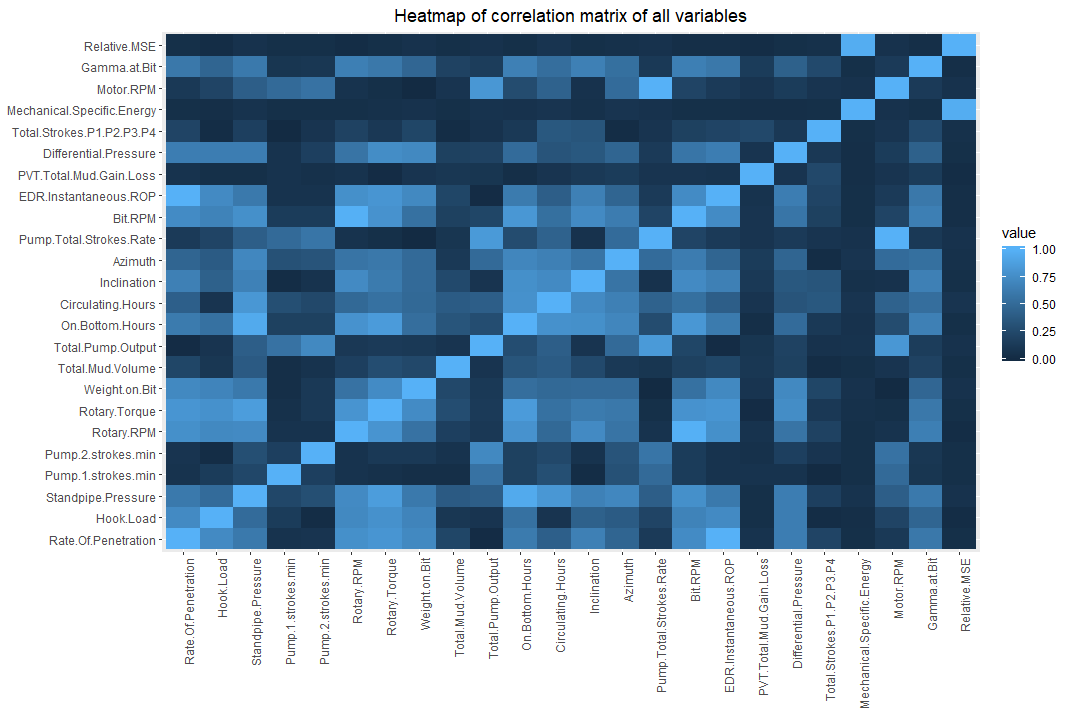 Heatmap of correlation matrix of all variables
Relative.MSE
Gamma.at.Bit
Motor.RPM
Mechanical.Specific.Energy
Total.Strokes.P1.P2.P3.P4
Differential.Pressure
PVT.Total.Mud.Gain.Loss
EDR.Instantaneous.ROP
Bit.RPM
Pump.Total.Strokes.Rate
Azimuth
Inclination
Circulating.Hours
On.Bottom.Hours
Total.Pump.Output
Total.Mud.Volume
Weight.on.Bit
Rotary.Torque
Rotary.RPM
Pump.2.strokes.min
Pump.1.strokes.min
Standpipe.Pressure
Hook.Load
Rate.Of.Penetration
Rate.Of.Penetration
Hook.Load
Standpipe.Pressure
Pump.1.strokes.min
Pump.2.strokes.min
Rotary.RPM
Rotary.Torque
Weight.on.Bit
Total.Mud.Volume
Total.Pump.Output
On.Bottom.Hours
Circulating.Hours
Inclination
Azimuth
Pump.Total.Strokes.Rate
Bit.RPM
EDR.Instantaneous.ROP
PVT.Total.Mud.Gain.Loss
Differential.Pressure
Total.Strokes.P1.P2.P3.P4
Mechanical.Specific.Energy
Motor.RPM
Gamma.at.Bit
Relative.MSE
value
1.00
0.75
0.50
0.25
0.00